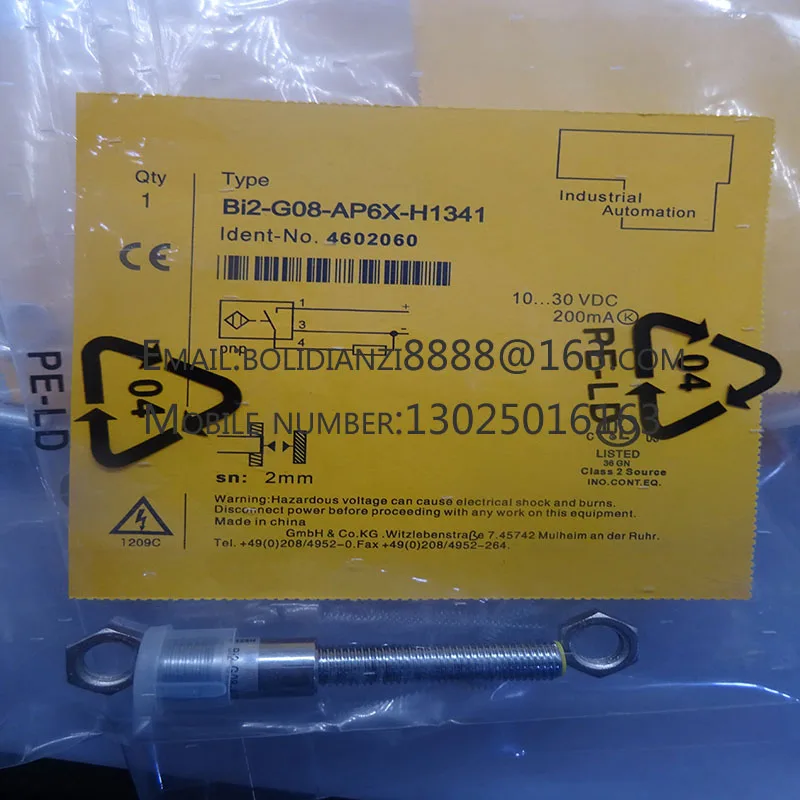 Qty
1
Type
Bi2-G08-AP6X-H1341
Ident-No. 4602060
Industrial
Automation
CE
10...30 VDC
200mA K
1
+
3
-
4
pnp
EMAIL:BOLIDIANZI8888@163.COM
MOBILE NUMBER:13025016163
PE-LD
04
PE-LD
04
C UL US
LISTED
36 GN
Class 2 Source
INO.CONT.EQ.
sn: 2mm
Warning:Hazardous voltage can cause electrical shock and burns.
Disconnect power before proceeding with any work on this equipment.
Made in china
GmbH & Co.KG .Witzlebenstraße 7.45742 Mulheim an der Ruhr.
Tel. +49(0)208/4952-0.Fax +49(0)208/4952-264.
1209C